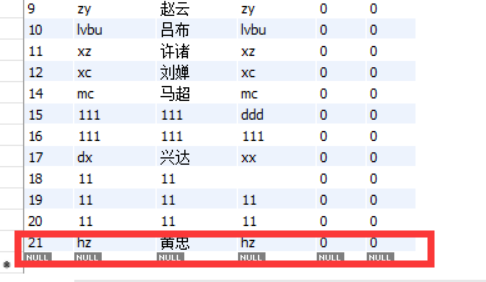 9 zy 赵云 zy 0 0
10 lvbu 吕布 lvbu 0 0
11 xz 许诸 xz 0 0
12 xc 刘婵 xc 0 0
14 mc 马超 mc 0 0
15 111 111 ddd 0 0
16 111 111 111 0 0
17 dx 兴达 xx 0 0
18 11 11 0 0
19 11 11 11 0 0
20 11 11 11 0 0
21 hz 黄忠 hz 0 0
NULL NULL NULL NULL NULL NULL